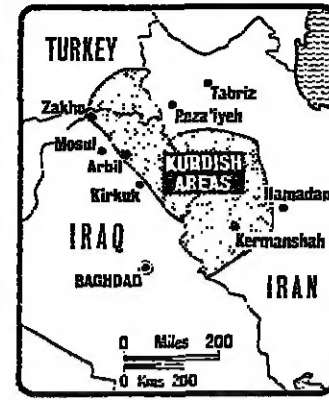 TURKEY
Tabriz
Zakho
Reza'iyeh
Mosul
Arbil
KURDISH
AREAS
Kirkuk
Hamadan
IRAQ
Kermanshah
BAGHDAD
IRAN
0 Miles 200
0 Kms 200